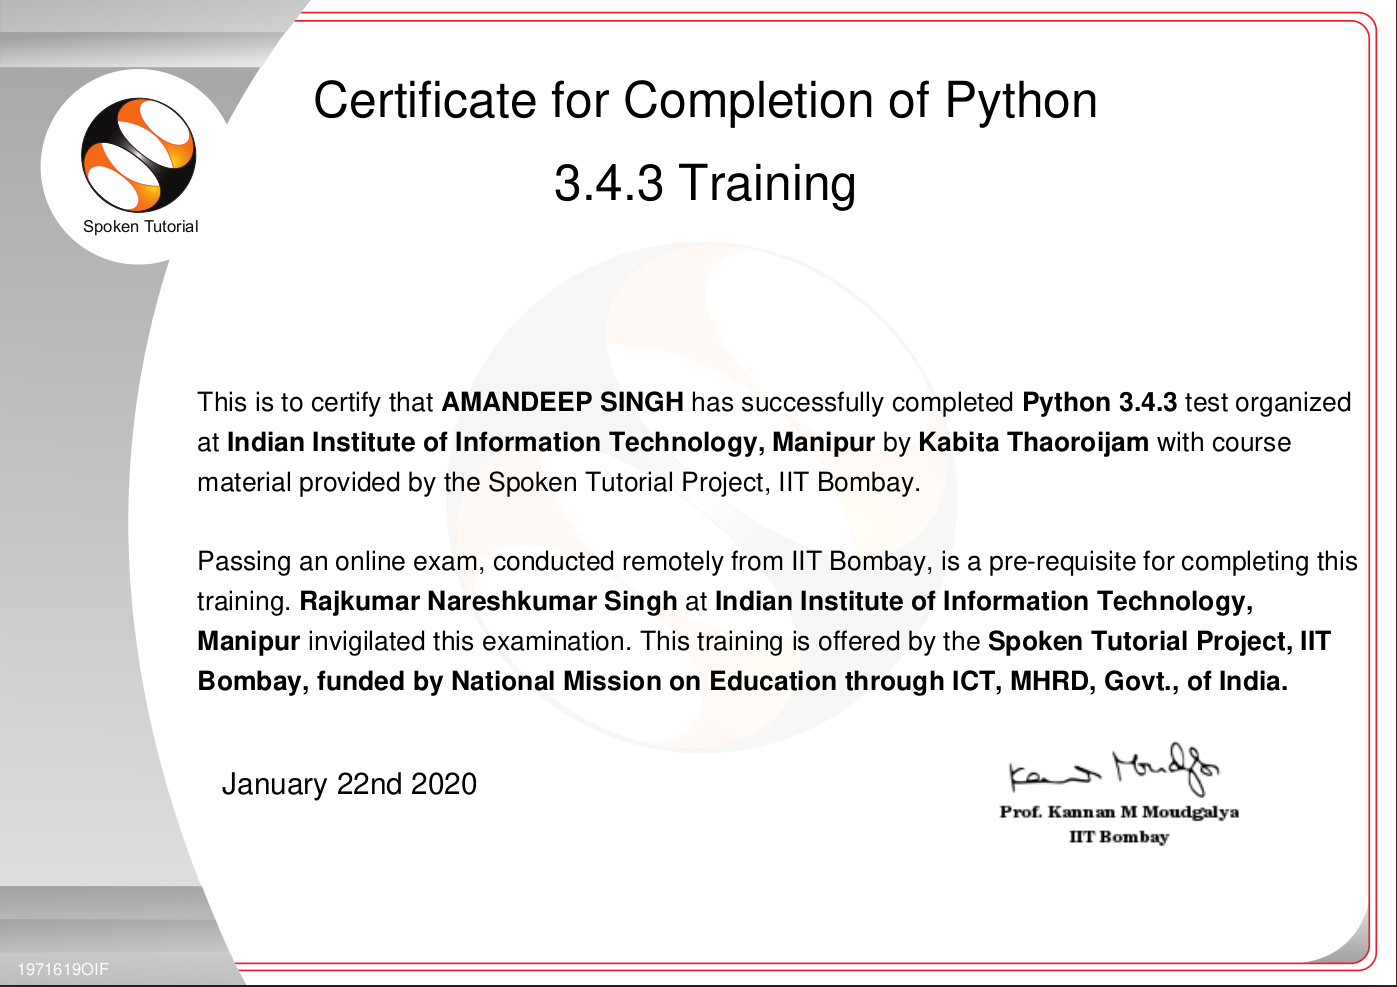 Certificate for Completion of Python
3.4.3 Training
Spoken Tutorial
This is to certify that AMANDEEP SINGH has successfully completed Python 3.4.3 test organized
at Indian Institute of Information Technology, Manipur by Kabita Thaoroijam with course
material provided by the Spoken Tutorial Project, IIT Bombay.
Passing an online exam, conducted remotely from IIT Bombay, is a pre-requisite for completing this
training. Rajkumar Nareshkumar Singh at Indian Institute of Information Technology,
Manipur invigilated this examination. This training is offered by the Spoken Tutorial Project, IIT
Bombay, funded by National Mission on Education through ICT, MHRD, Govt., of India.
January 22nd 2020
Kannan Moudgalya
Prof. Kannan M Moudgalya
IIT Bombay
1971619OIF